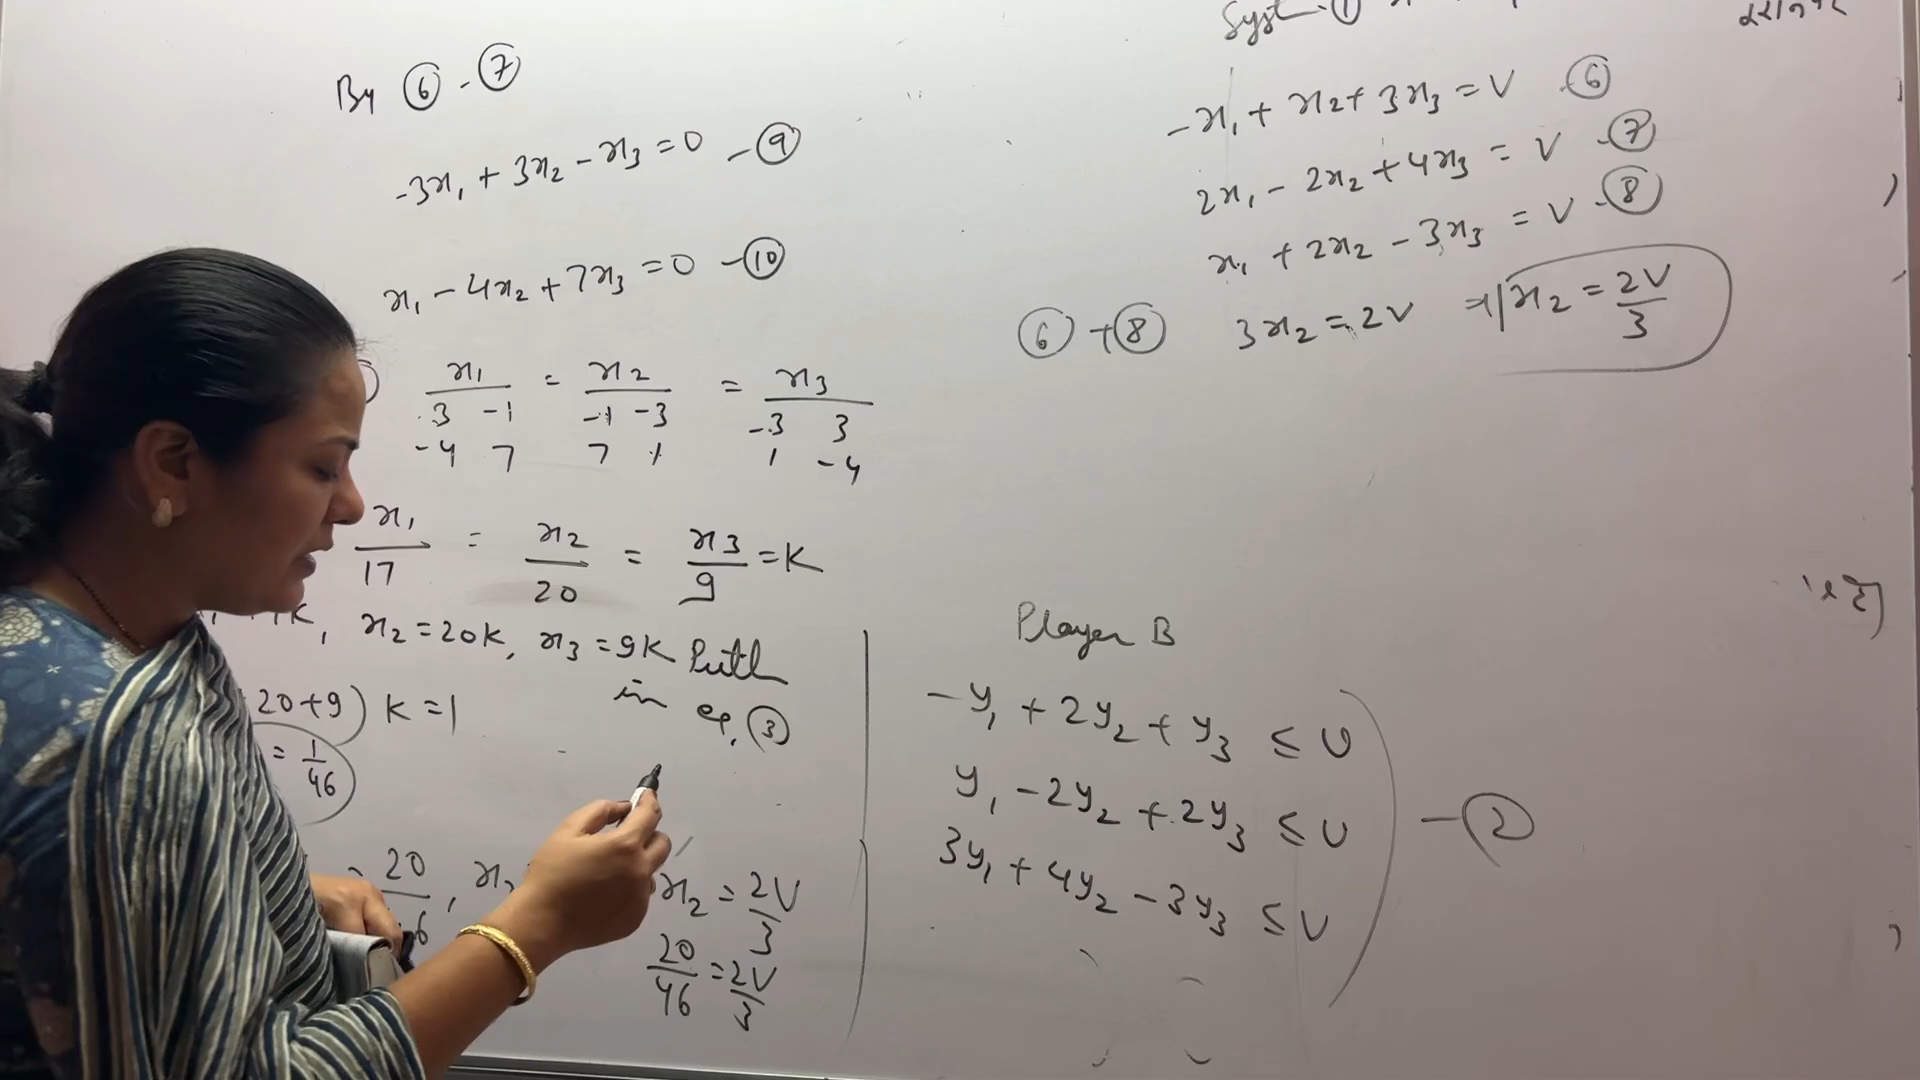 By ⑥ - ⑦
-3x₁ + 3x₂ - x₃ = 0 - ⑨
x₁ - 4x₂ + 7x₃ = 0 - ⑩
x₁ = x₂ = x₃
3 -1 -1 -3 -3 3
-4 7 7 1 1 -4
x₁/17 = x₂/20 = x₃/9 = K
K, x₂ = 20K, x₃ = 9K Put
in eq. ③
20+9) K = 1
= 1/46
= 20/6, x
x₂ = 2V/3
20/46 = 2V/3
Syst ①
-x₁ + x₂ + 3x₃ = V ⑥
2x₁ - 2x₂ + 4x₃ = V - ⑦
x₁ + 2x₂ - 3x₃ = V - ⑧
⑥ + ⑧ 3x₂ = 2V ⇒ x₂ = 2V/3
Player B
-y₁ + 2y₂ + y₃ ≤ U
y₁ - 2y₂ + 2y₃ ≤ U
3y₁ + 4y₂ - 3y₃ ≤ U
- ②